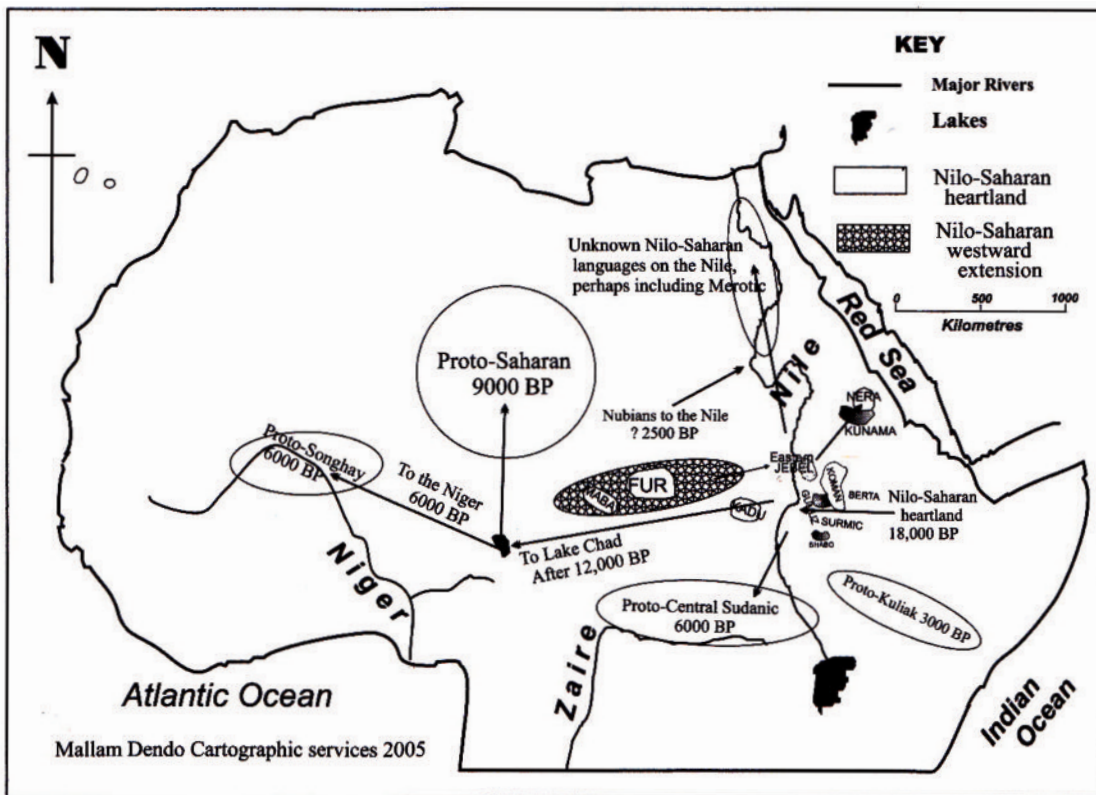 N
KEY
Major Rivers
Lakes
Nilo-Saharan
heartland
Nilo-Saharan
westward
extension
0 500 1000
Kilometres
Unknown Nilo-Saharan
languages on the Nile,
perhaps including Merotic
Red Sea
Nile
Proto-Saharan
9000 BP
Nubians to the Nile
? 2500 BP
NERA
KUNAMA
Proto-Songhay
6000 BP
To the Niger
6000 BP
MABA
FUR
Eastern
JEBEL
KOMAN
BERTA
KADU
SURMIC
SHABO
Nilo-Saharan
heartland
18,000 BP
To Lake Chad
After 12,000 BP
Niger
Proto-Central Sudanic
6000 BP
Proto-Kuliak 3000 BP
Zaire
Atlantic Ocean
Indian
Ocean
Mallam Dendo Cartographic services 2005